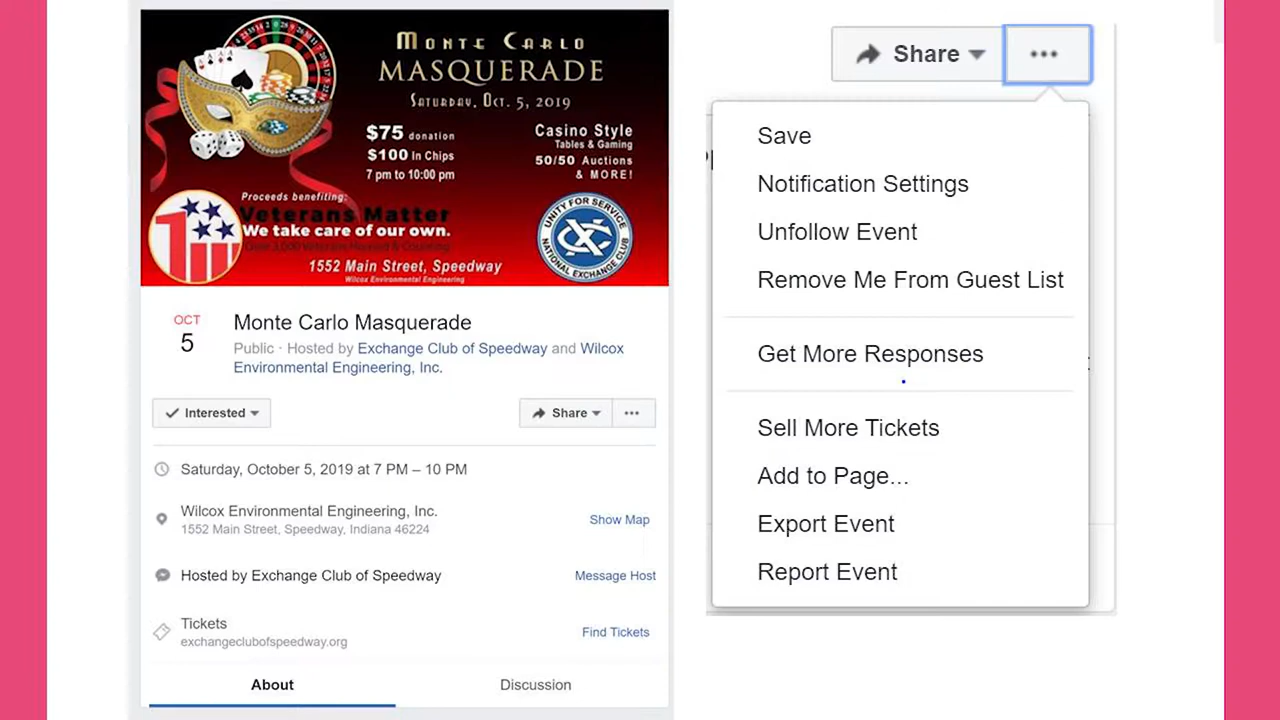 MONTE CARLO
MASQUERADE
SATURDAY, OCT. 5, 2019
$75 donation
$100 In Chips
7 pm to 10:00 pm
Casino Style
Tables & Gaming
50/50 Auctions
& MORE!
Proceeds benefiting:
Veterans Matter
We take care of our own.
1552 Main Street, Speedway
Wilcox Environmental Engineering
UNITY FOR SERVICE
NATIONAL EXCHANGE CLUB
OCT
5
Monte Carlo Masquerade
Public · Hosted by Exchange Club of Speedway and Wilcox
Environmental Engineering, Inc.
Interested
Share
Saturday, October 5, 2019 at 7 PM – 10 PM
Wilcox Environmental Engineering, Inc.
1552 Main Street, Speedway, Indiana 46224
Show Map
Hosted by Exchange Club of Speedway
Message Host
Tickets
exchangeclubofspeedway.org
Find Tickets
About
Discussion
Share
Save
Notification Settings
Unfollow Event
Remove Me From Guest List
Get More Responses
Sell More Tickets
Add to Page...
Export Event
Report Event